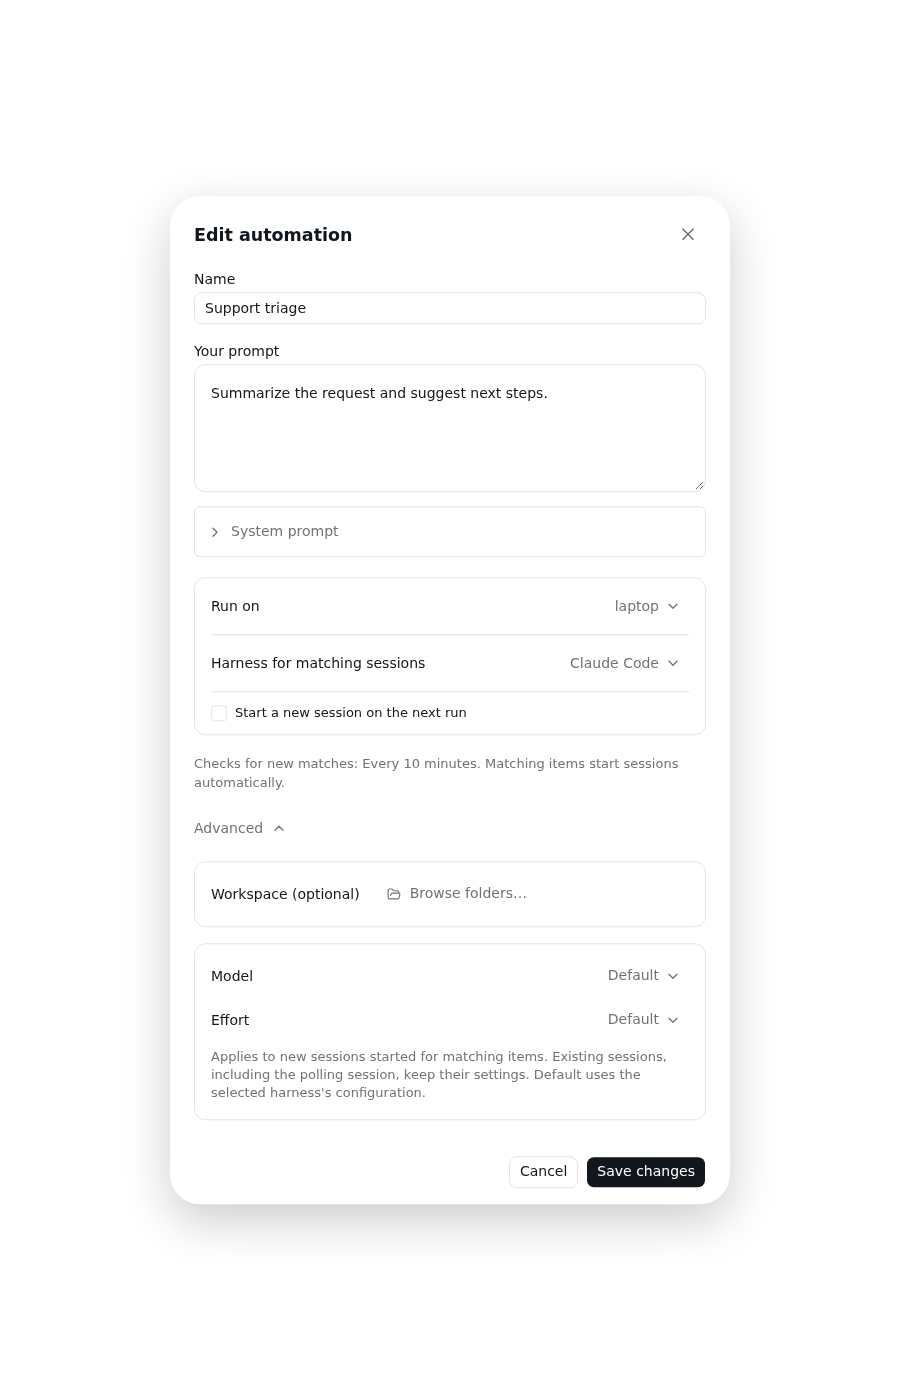 Edit automation
Name
Support triage
Your prompt
Summarize the request and suggest next steps.
System prompt
Run on
laptop
Harness for matching sessions
Claude Code
Start a new session on the next run
Checks for new matches: Every 10 minutes. Matching items start sessions
automatically.
Advanced
Workspace (optional)
Browse folders...
Model
Default
Effort
Default
Applies to new sessions started for matching items. Existing sessions,
including the polling session, keep their settings. Default uses the
selected harness's configuration.
Cancel
Save changes